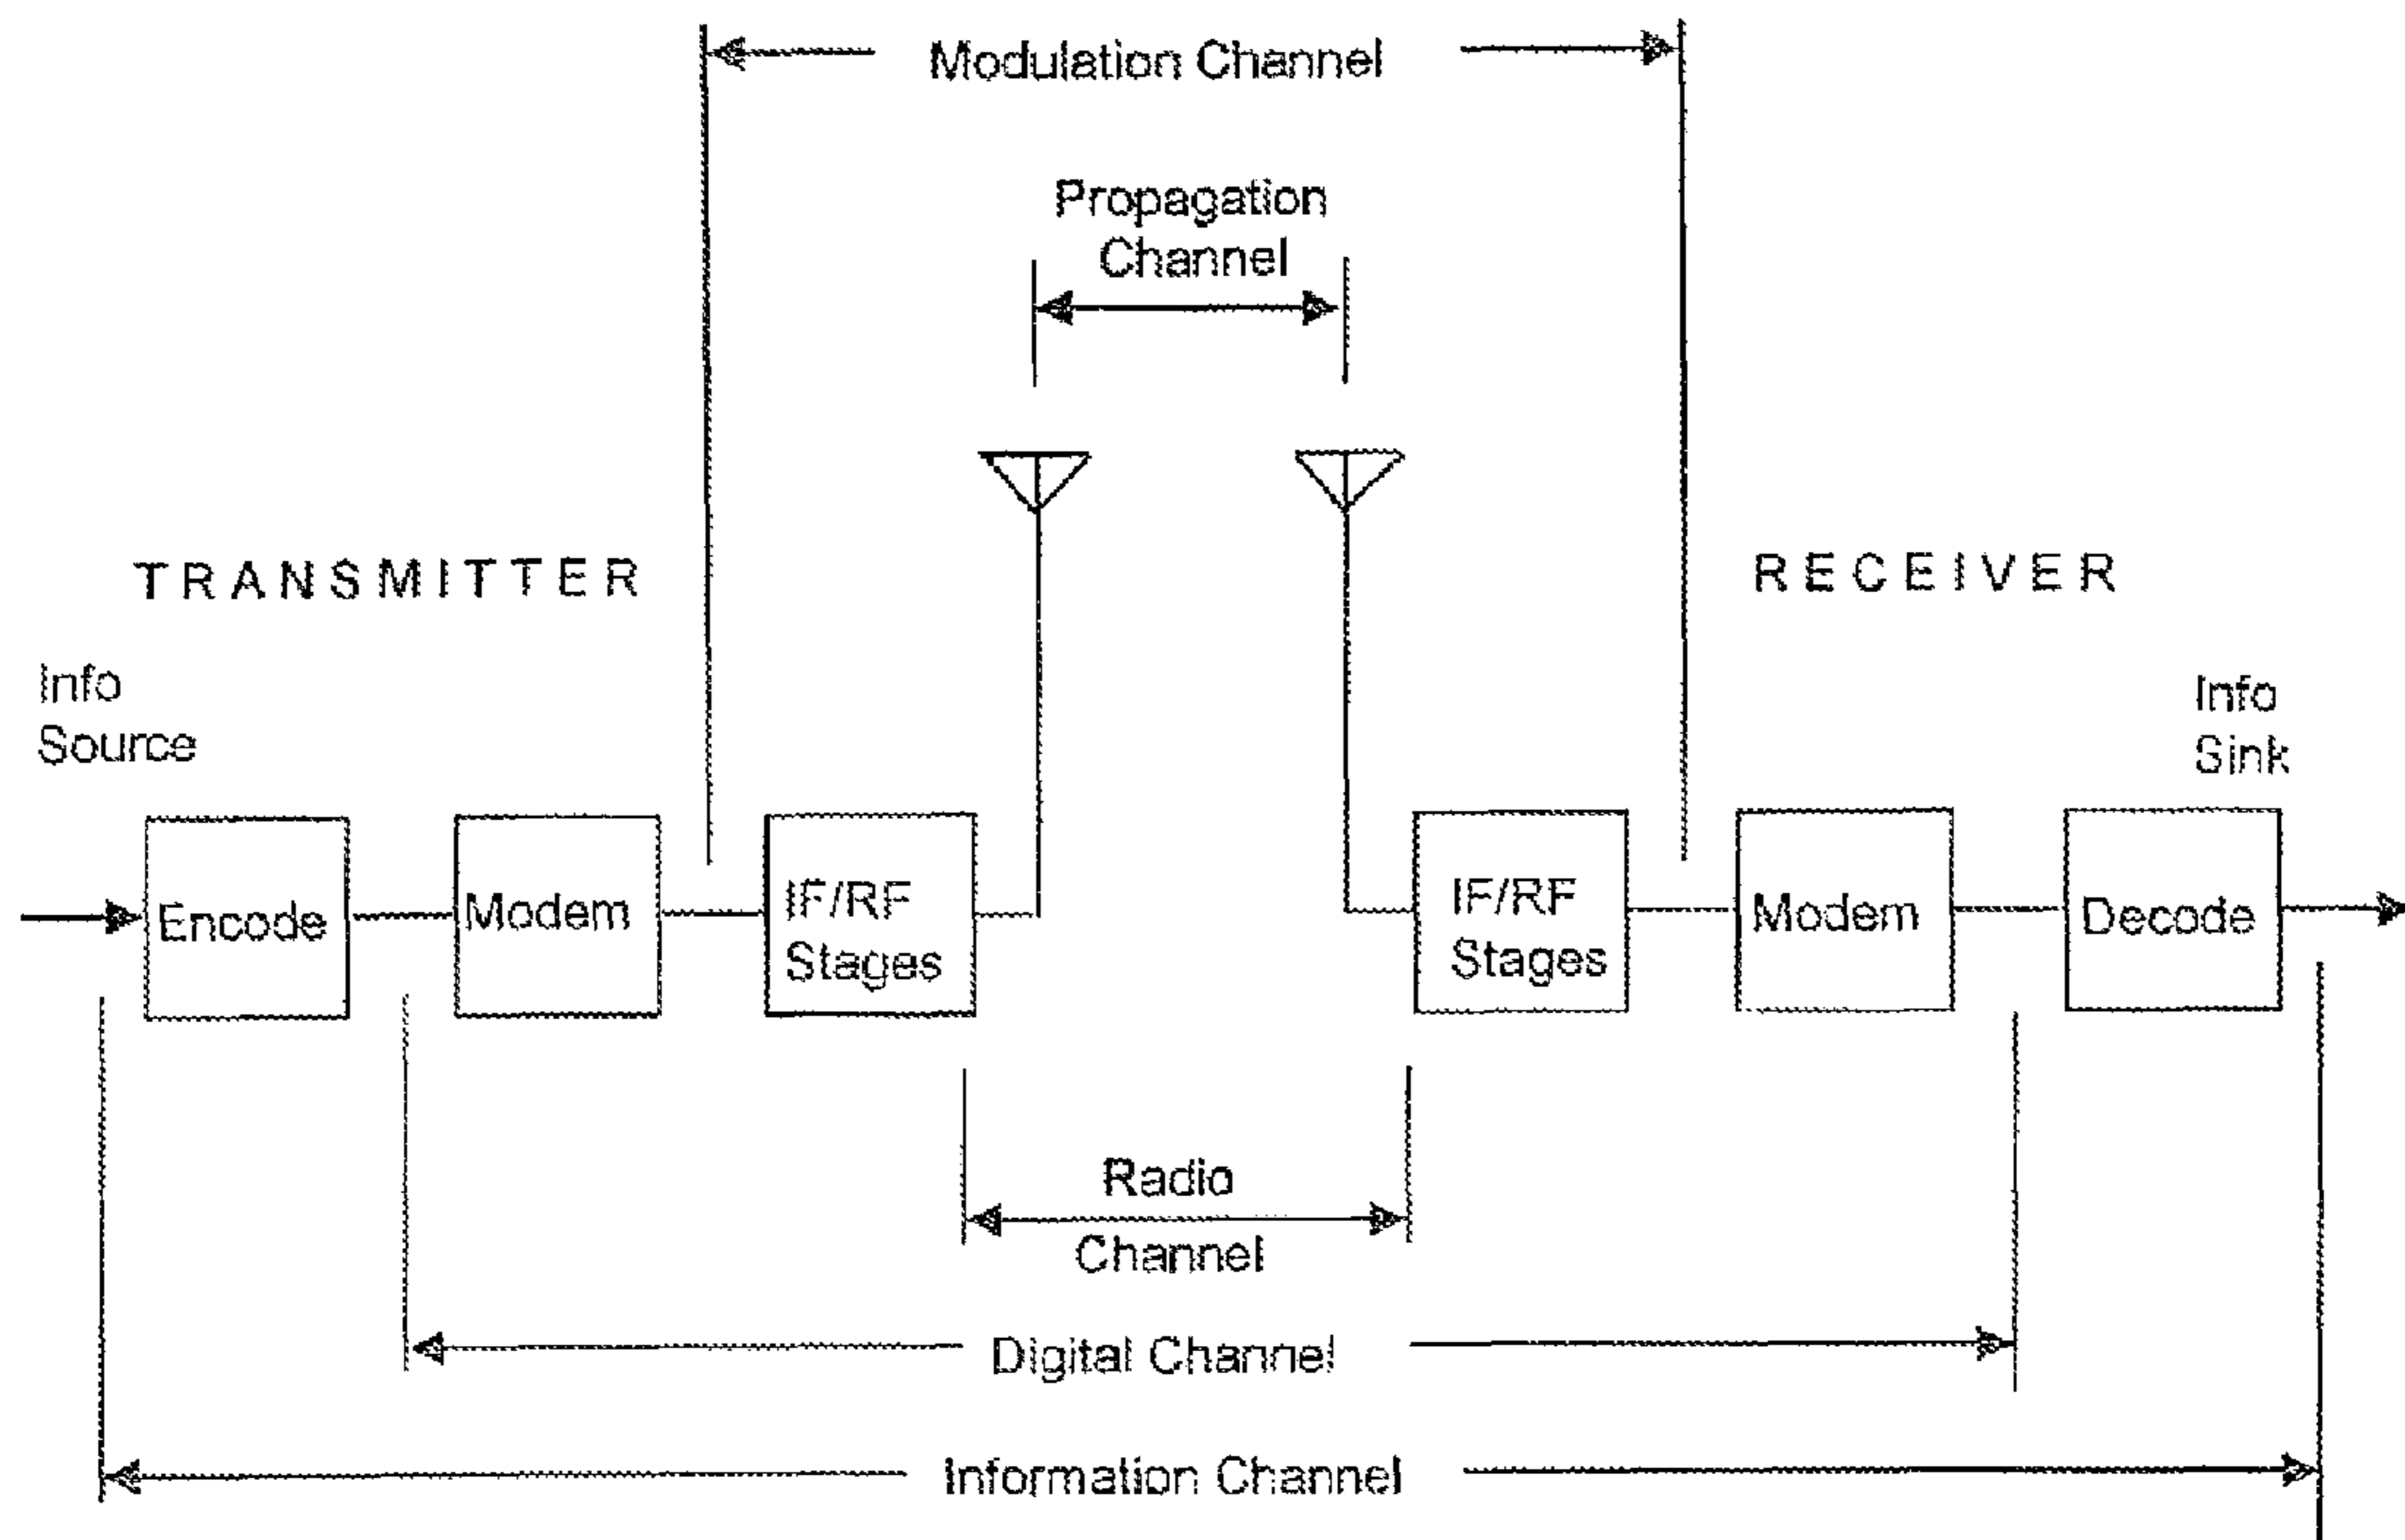 Modulation Channel
Propagation
Channel
TRANSMITTER
RECEIVER
Info
Source
Info
Sink
Encode
Modem
IF/RF
Stages
IF/RF
Stages
Modem
Decode
Radio
Channel
Digital Channel
Information Channel